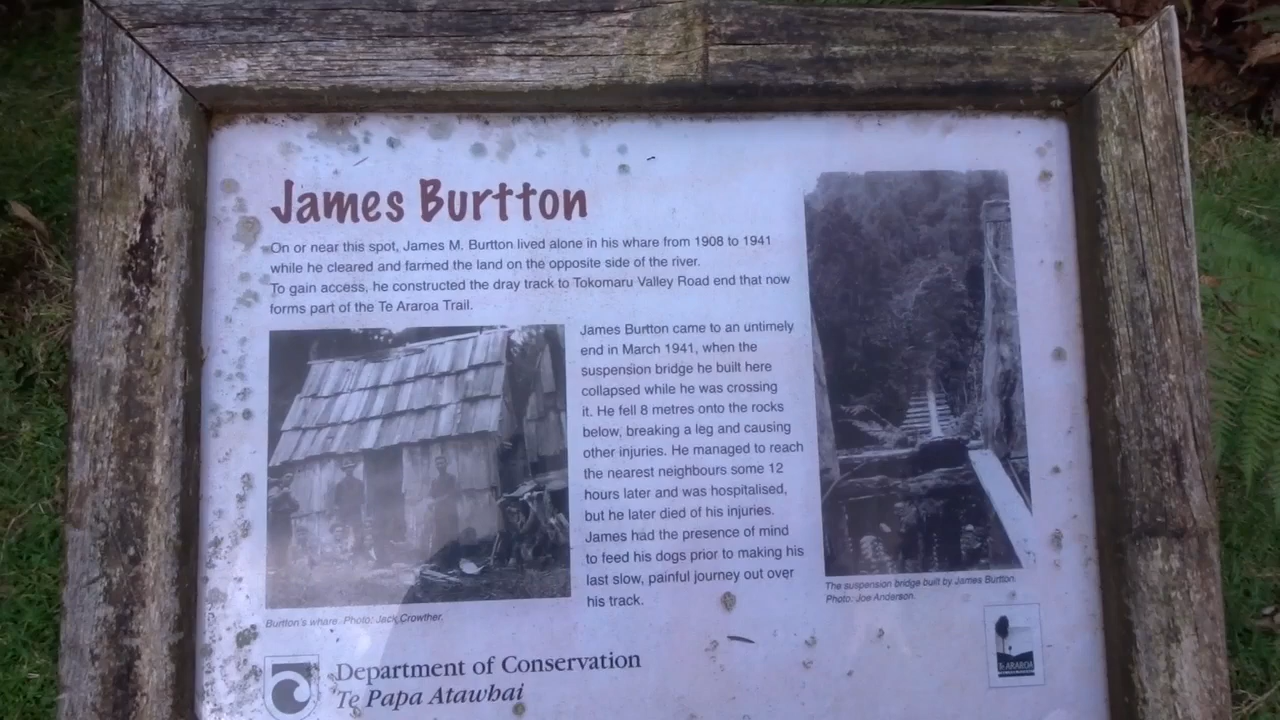 James Burtton
On or near this spot, James M. Burtton lived alone in his whare from 1908 to 1941
while he cleared and farmed the land on the opposite side of the river.
To gain access, he constructed the dray track to Tokomaru Valley Road end that now
forms part of the Te Araroa Trail.
James Burtton came to an untimely
end in March 1941, when the
suspension bridge he built here
collapsed while he was crossing
it. He fell 8 metres onto the rocks
below, breaking a leg and causing
other injuries. He managed to reach
the nearest neighbours some 12
hours later and was hospitalised,
but he later died of his injuries.
James had the presence of mind
to feed his dogs prior to making his
last slow, painful journey out over
his track.
Burtton's whare. Photo: Jack Crowther.
The suspension bridge built by James Burtton.
Photo: Joe Anderson.
Department of Conservation
Te Papa Atawhai
TE ARAROA